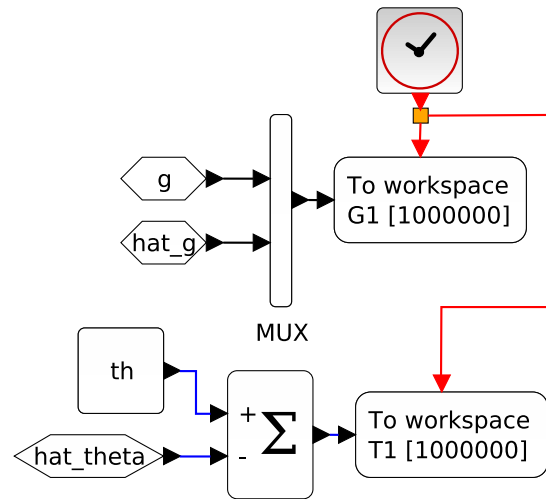 g
To workspace
G1 [1000000]
hat_g
MUX
th
+
Σ
To workspace
T1 [1000000]
-
hat_theta